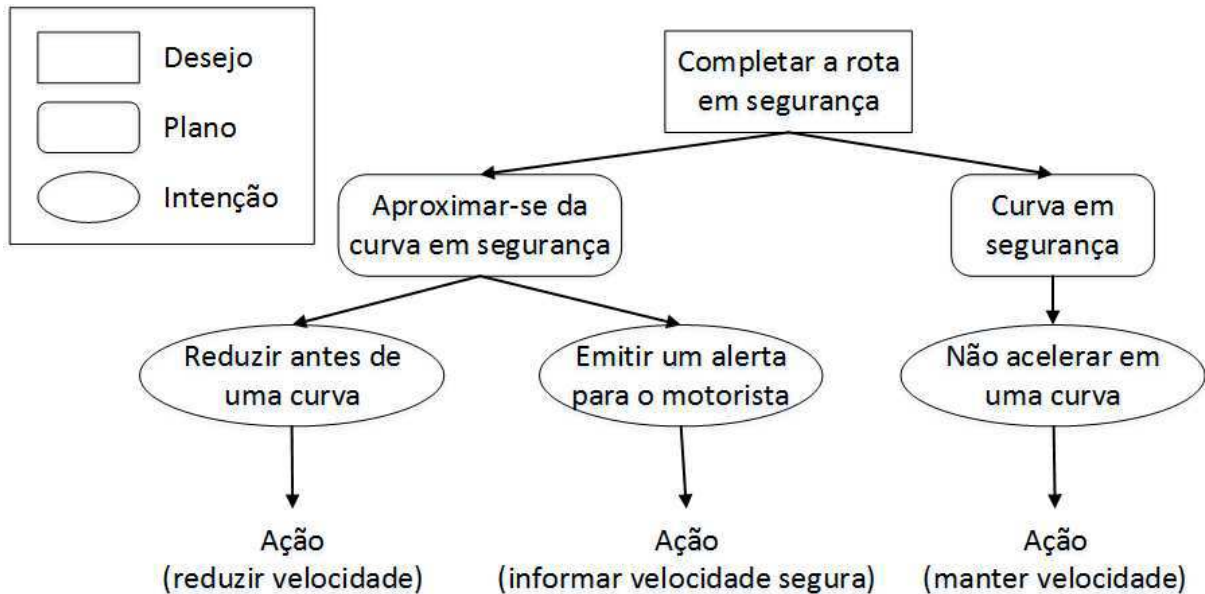 Desejo
Plano
Intenção
Completar a rota
em segurança
Aproximar-se da
curva em segurança
Curva em
segurança
Reduzir antes de
uma curva
Emitir um alerta
para o motorista
Não acelerar em
uma curva
Ação
(reduzir velocidade)
Ação
(informar velocidade segura)
Ação
(manter velocidade)